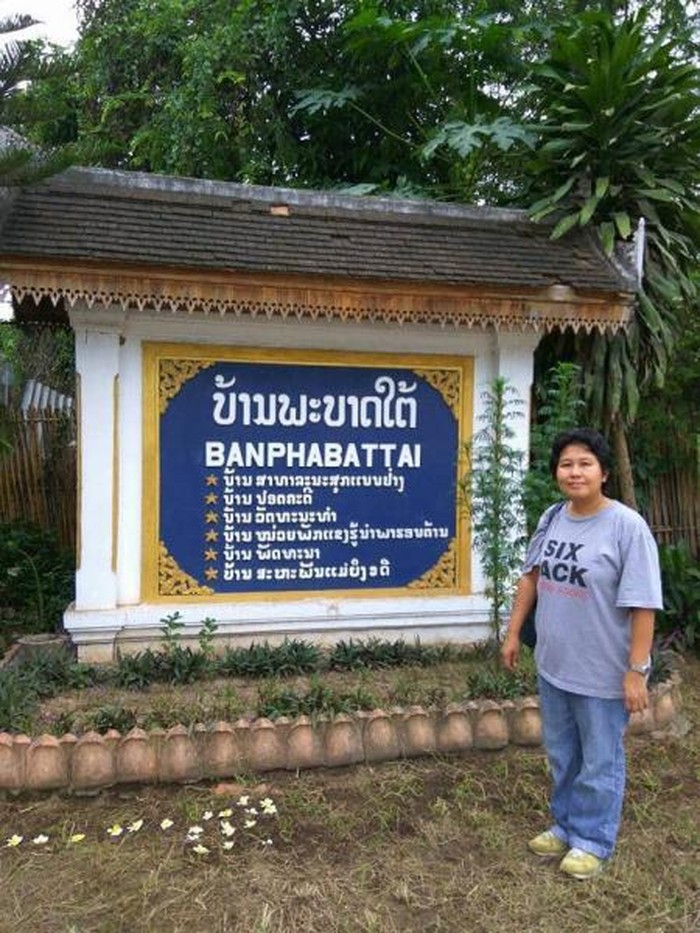 ບ້ານພະບາດໃຕ້
BANPHABATTAI
ບ້ານ ສາທາລະນະສຸກແບບຢ່າງ
ບ້ານ ປອດຄະດີ
ບ້ານ ວັດທະນະທຳ
ບ້ານ ໜ່ວຍພັກແຂງຮູ້ນຳພາຮອບດ້ານ
ບ້ານ ພັດທະນາ
ບ້ານ ສະຫະພັນແມ່ຍິງ 3 ດີ
SIX
ACK